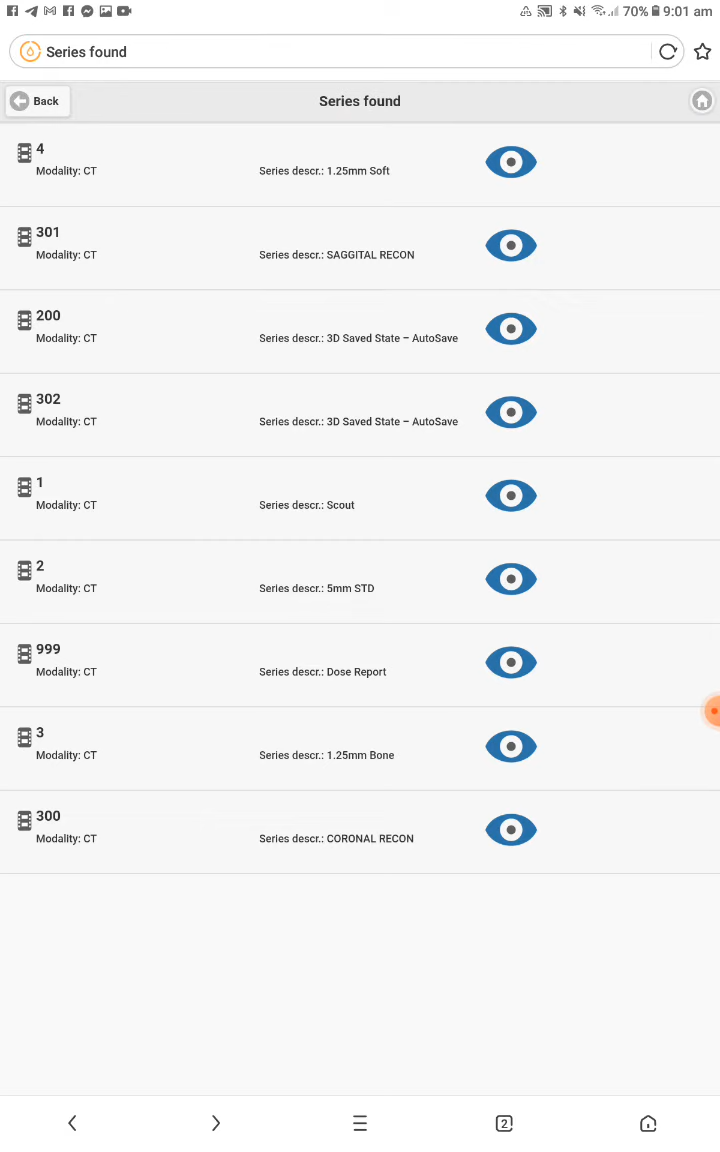 70% 9:01 am
Series found
Back
Series found
4
Modality: CT Series descr.: 1.25mm Soft
301
Modality: CT Series descr.: SAGGITAL RECON
200
Modality: CT Series descr.: 3D Saved State – AutoSave
302
Modality: CT Series descr.: 3D Saved State – AutoSave
1
Modality: CT Series descr.: Scout
2
Modality: CT Series descr.: 5mm STD
999
Modality: CT Series descr.: Dose Report
3
Modality: CT Series descr.: 1.25mm Bone
300
Modality: CT Series descr.: CORONAL RECON
2